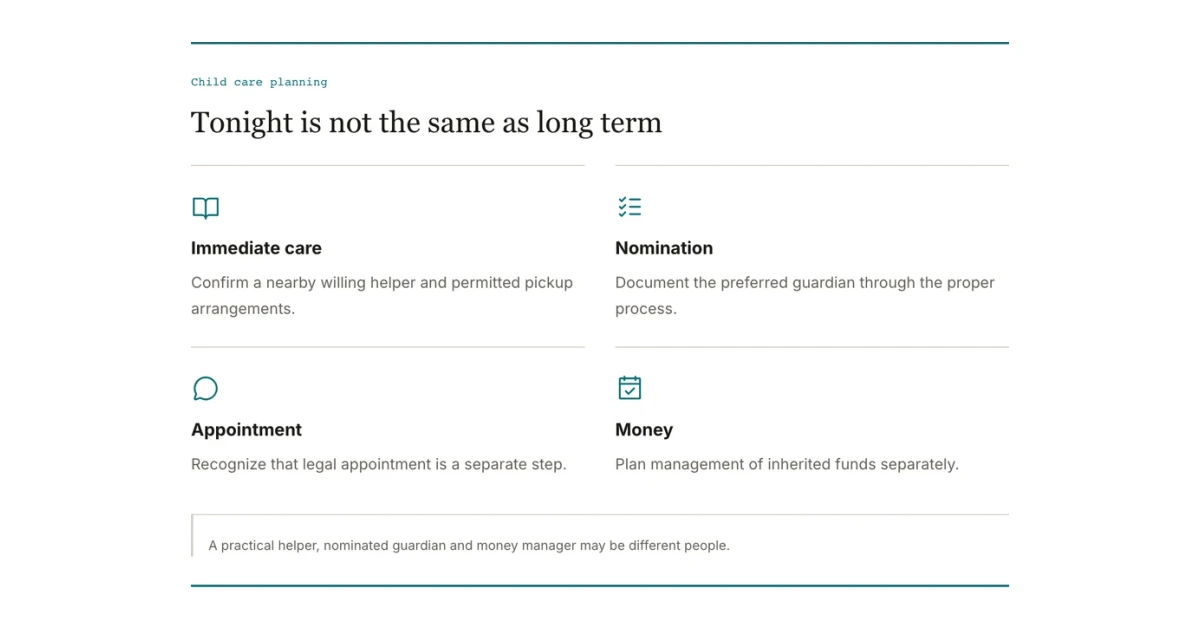 Child care planning
Tonight is not the same as long term
Immediate care
Confirm a nearby willing helper and permitted pickup
arrangements.
Nomination
Document the preferred guardian through the proper
process.
Appointment
Recognize that legal appointment is a separate step.
Money
Plan management of inherited funds separately.
A practical helper, nominated guardian and money manager may be different people.